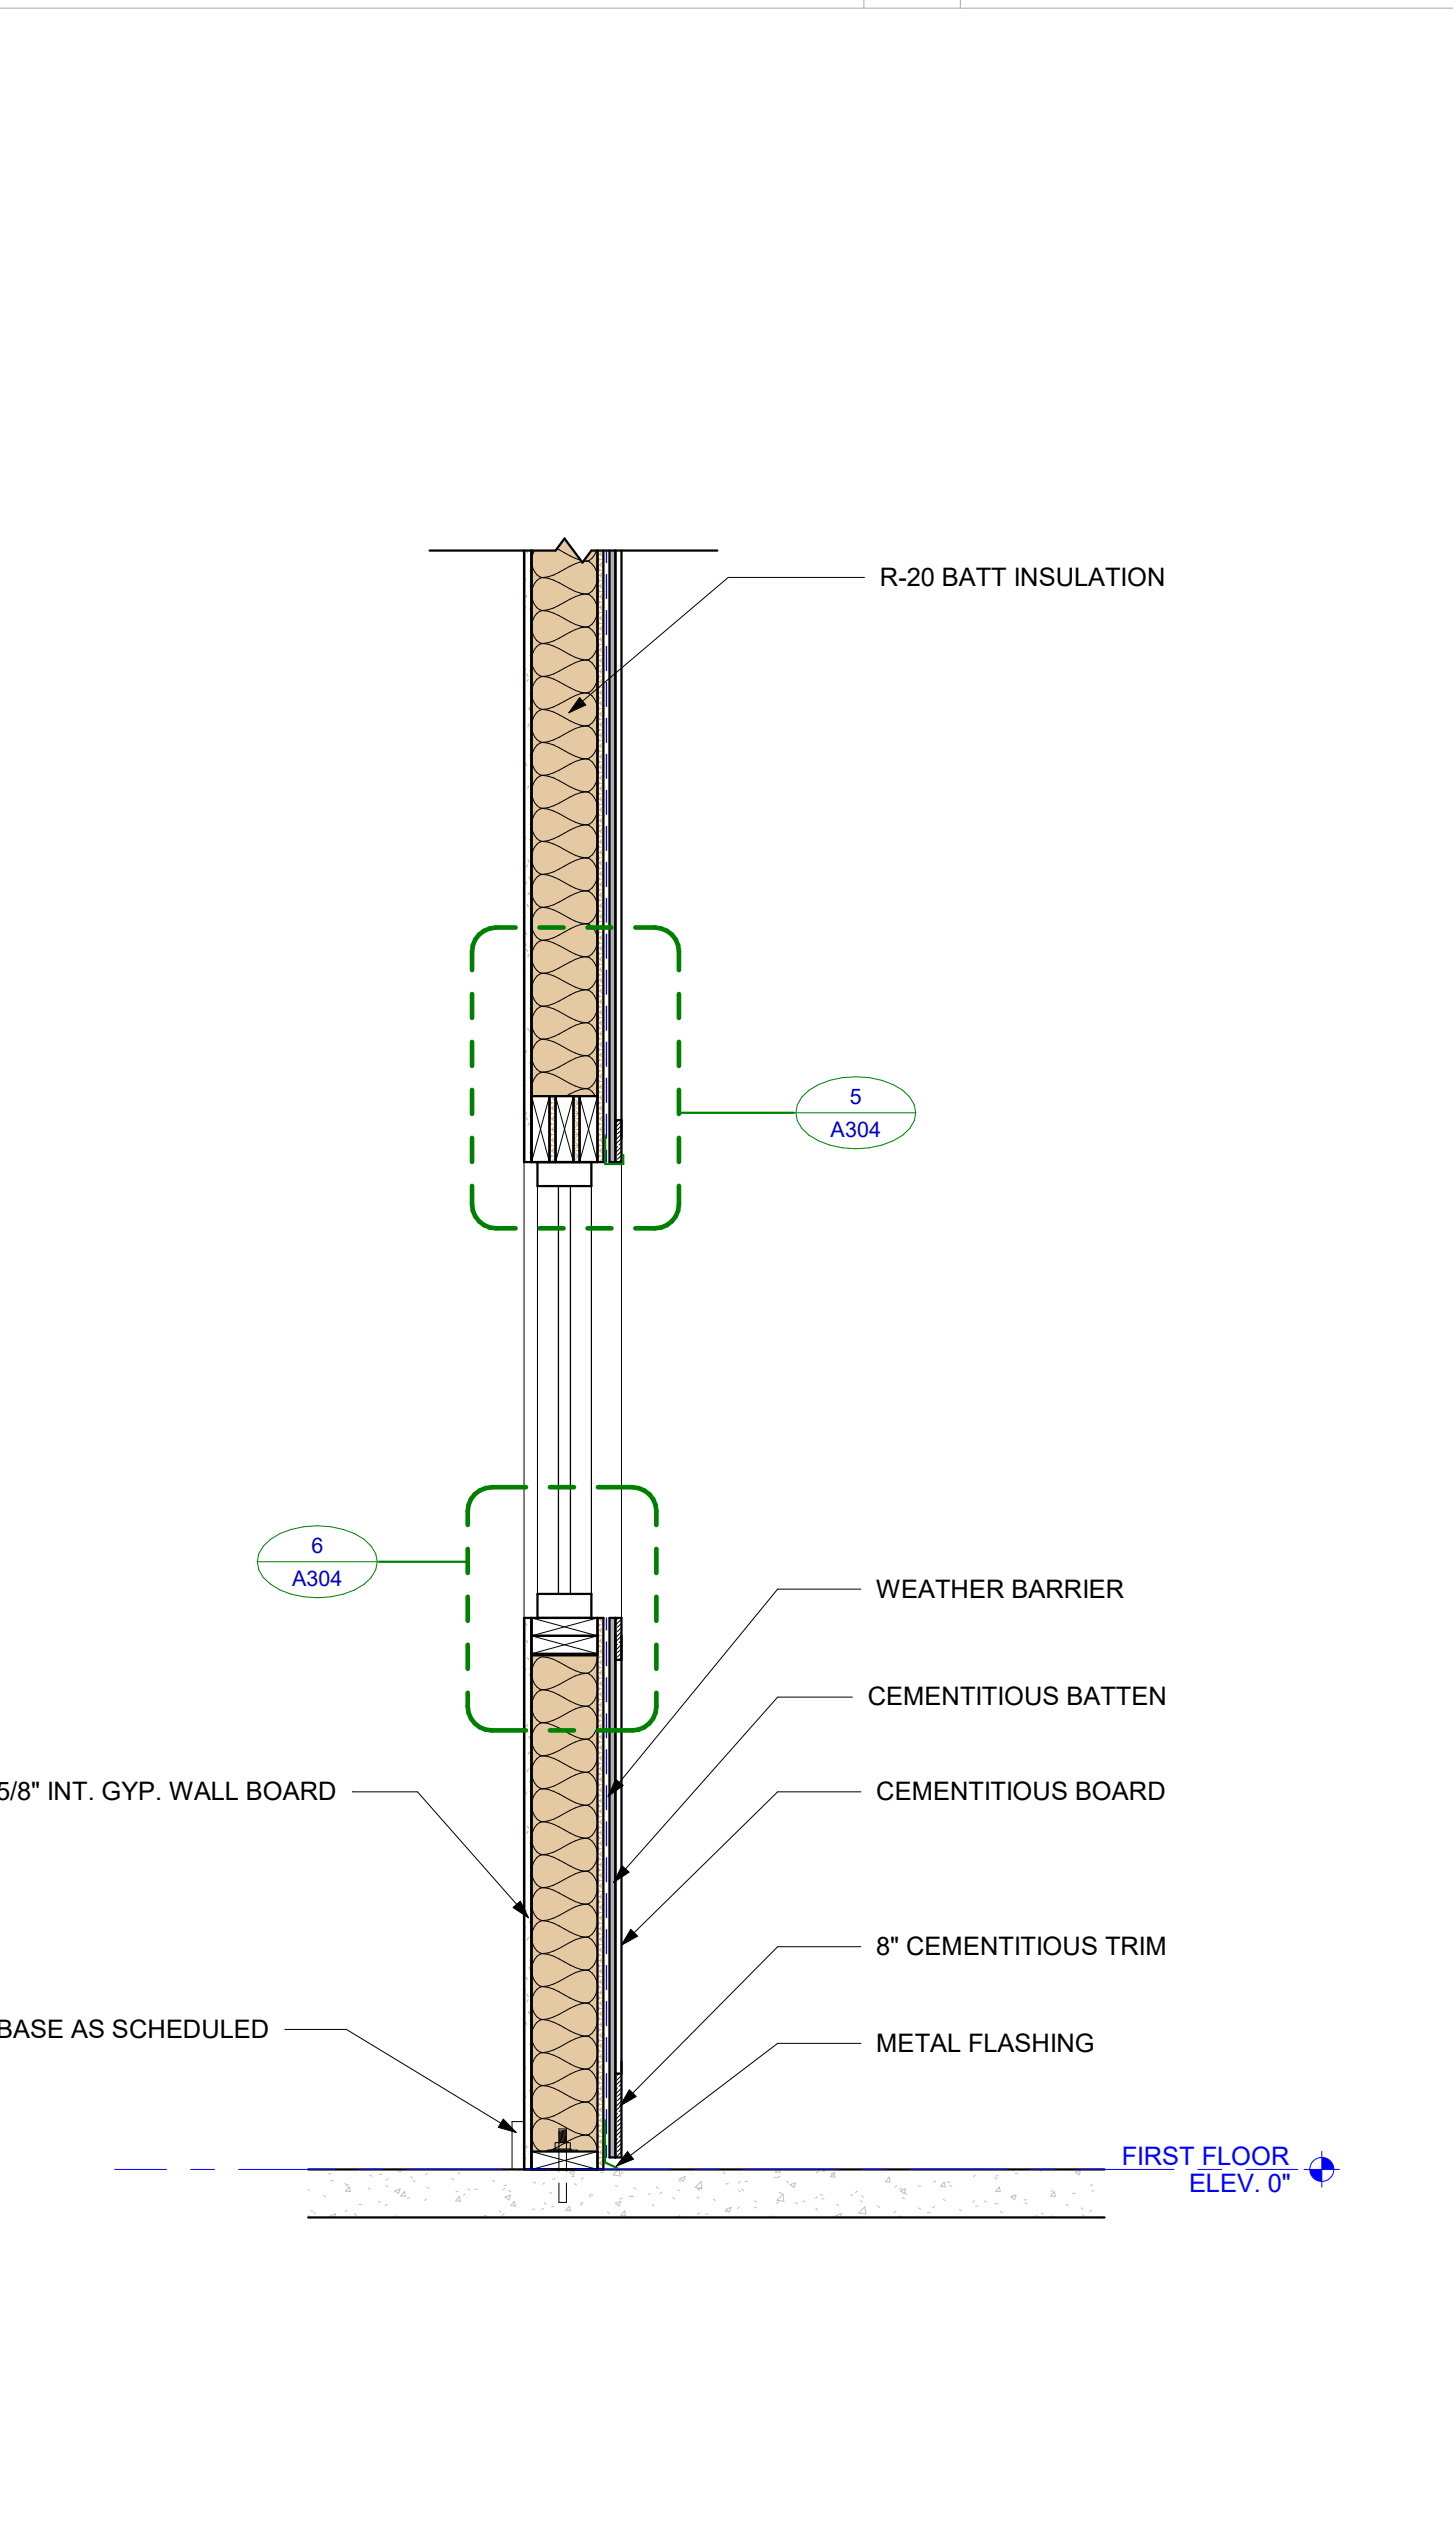 R-20 BATT INSULATION
5
A304
6
A304
WEATHER BARRIER
CEMENTITIOUS BATTEN
5/8" INT. GYP. WALL BOARD
CEMENTITIOUS BOARD
8" CEMENTITIOUS TRIM
BASE AS SCHEDULED
METAL FLASHING
FIRST FLOOR
ELEV. 0"